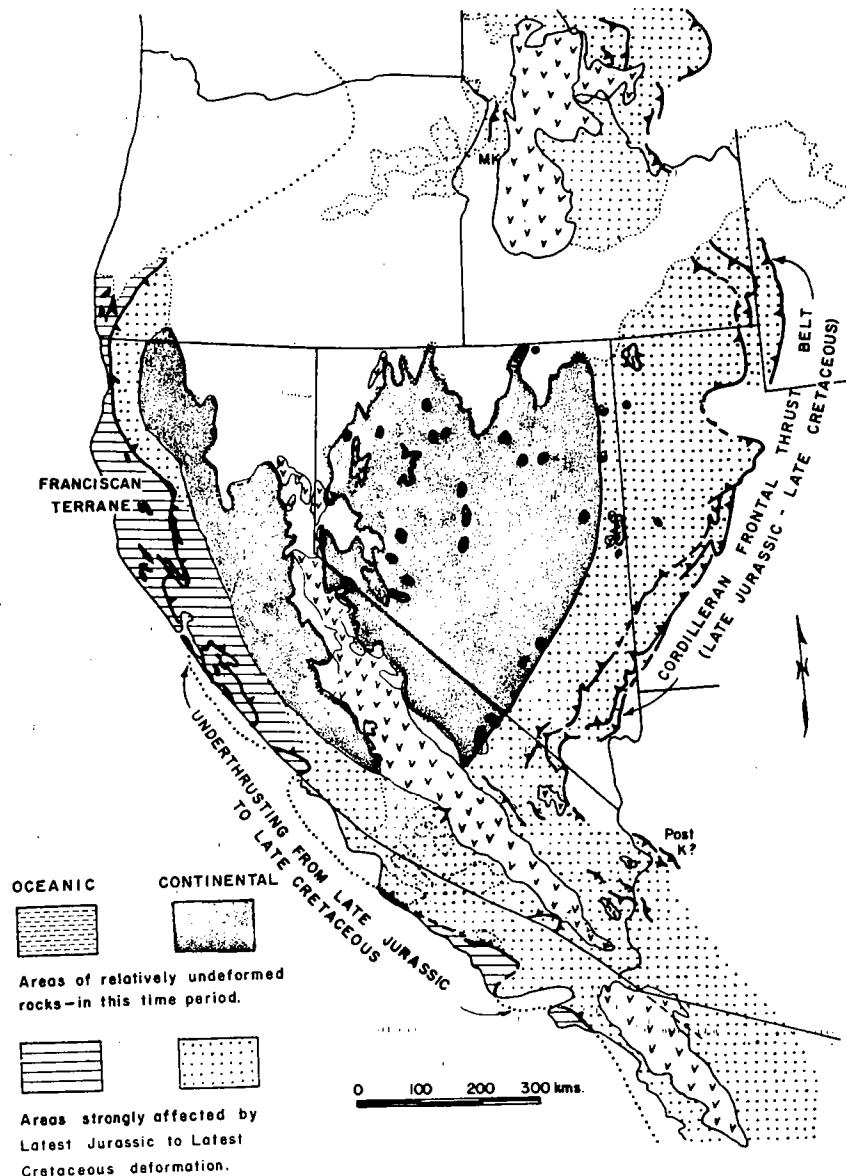 MK
FRANCISCAN
TERRANE
BELT
CORDILLERAN FRONTAL THRUST
(LATE JURASSIC - LATE CRETACEOUS)
N
UNDERTHRUSTING FROM LATE JURASSIC
TO LATE CRETACEOUS
Post
K?
OCEANIC CONTINENTAL
Areas of relatively undeformed
rocks—in this time period.
0 100 200 300 kms.
Areas strongly affected by
Latest Jurassic to Latest
Cretaceous deformation.